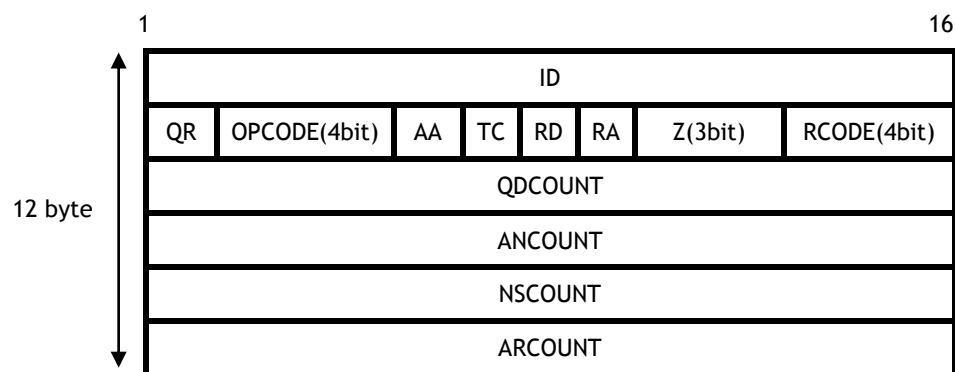 1 16
ID
QR OPCODE(4bit) AA TC RD RA Z(3bit) RCODE(4bit)
QDCOUNT
12 byte
ANCOUNT
NSCOUNT
ARCOUNT